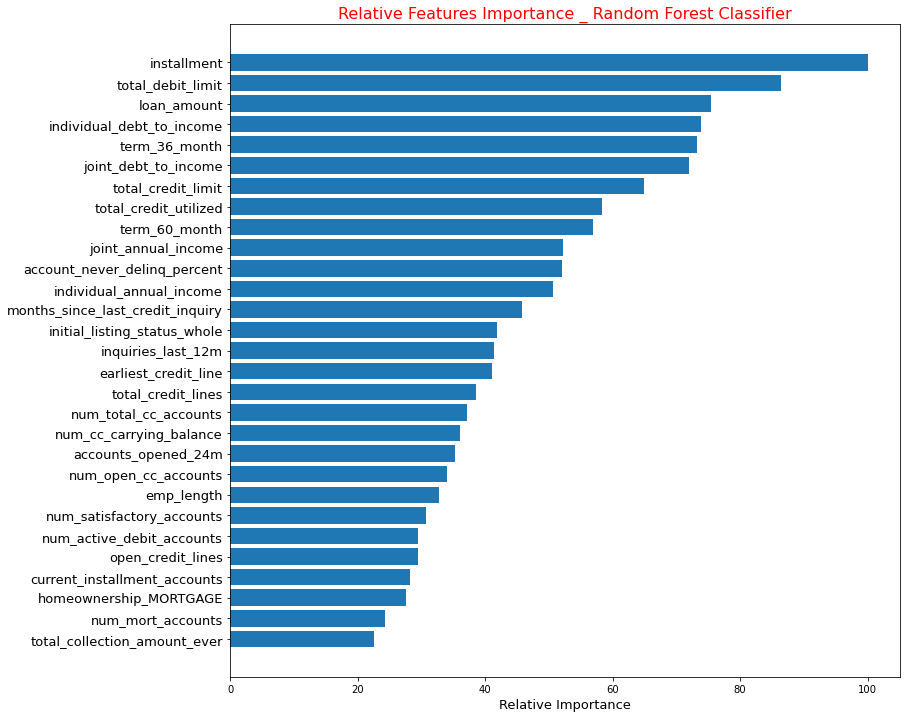 Relative Features Importance _ Random Forest Classifier
installment
total_debit_limit
loan_amount
individual_debt_to_income
term_36_month
joint_debt_to_income
total_credit_limit
total_credit_utilized
term_60_month
joint_annual_income
account_never_delinq_percent
individual_annual_income
months_since_last_credit_inquiry
initial_listing_status_whole
inquiries_last_12m
earliest_credit_line
total_credit_lines
num_total_cc_accounts
num_cc_carrying_balance
accounts_opened_24m
num_open_cc_accounts
emp_length
num_satisfactory_accounts
num_active_debit_accounts
open_credit_lines
current_installment_accounts
homeownership_MORTGAGE
num_mort_accounts
total_collection_amount_ever
0 20 40 60 80 100
Relative Importance